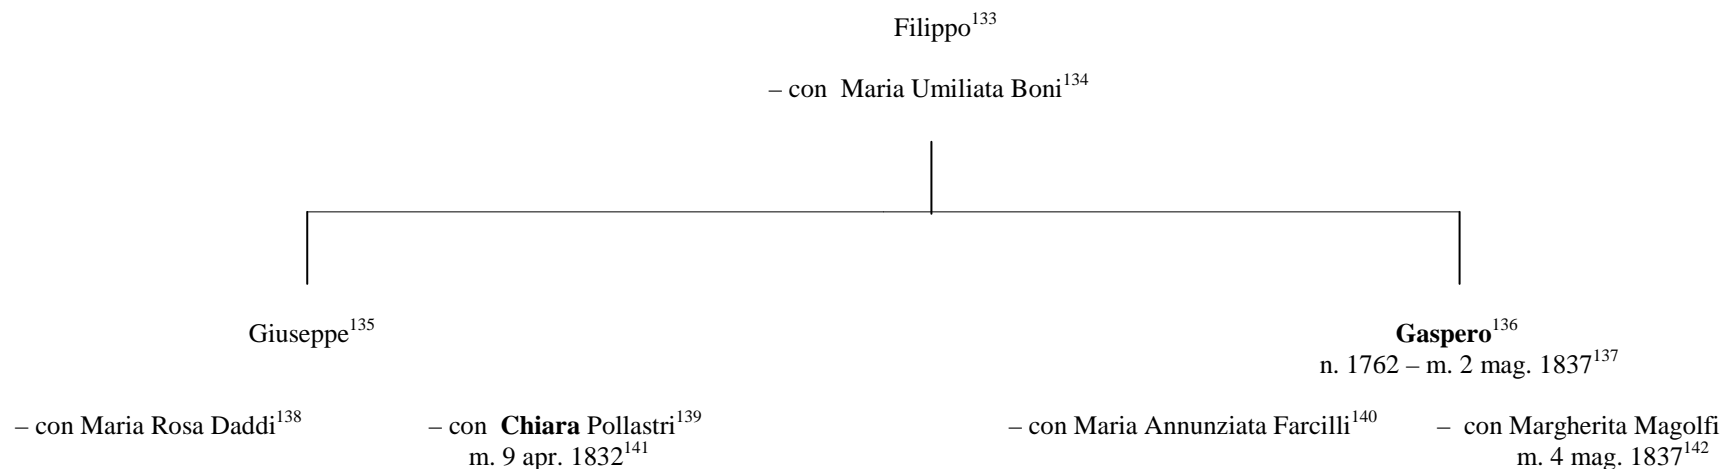 Filippo133
– con Maria Umiliata Boni134
Giuseppe135
Gaspero136
n. 1762 – m. 2 mag. 1837137
– con Maria Rosa Daddi138
– con Chiara Pollastri139
m. 9 apr. 1832141
– con Maria Annunziata Farcilli140
– con Margherita Magolfi
m. 4 mag. 1837142